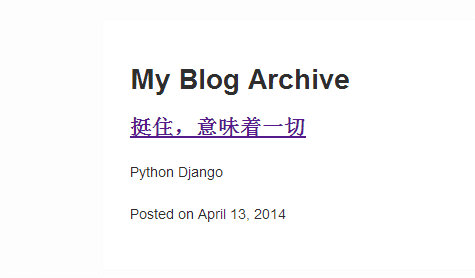 My Blog Archive
挺住，意味着一切
Python Django
Posted on April 13, 2014